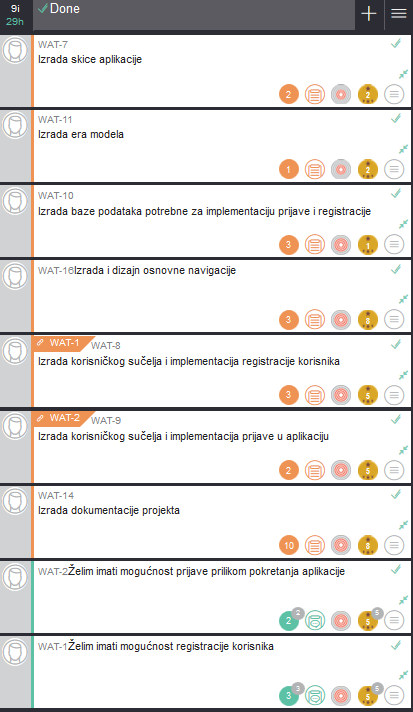 9i
29h
Done
WAT-7
Izrada skice aplikacije
2
2
WAT-11
Izrada era modela
1
2
WAT-10
Izrada baze podataka potrebne za implementaciju prijave i registracije
3
1
WAT-16Izrada i dizajn osnovne navigacije
3
8
WAT-1 WAT-8
Izrada korisničkog sučelja i implementacija registracije korisnika
3
5
WAT-2 WAT-9
Izrada korisničkog sučelja i implementacija prijave u aplikaciju
2
5
WAT-14
Izrada dokumentacije projekta
10
8
WAT-2Želim imati mogućnost prijave prilikom pokretanja aplikacije
2 2 5 5
WAT-1Želim imati mogućnost registracije korisnika
3 3 5 5